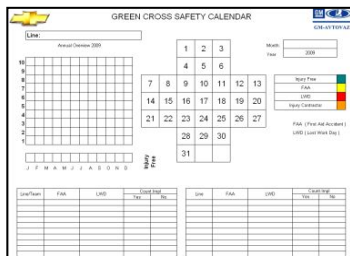 GREEN CROSS SAFETY CALENDAR
GM
GM-AVTOVAZ
Line:
Annual Overview 2009
Month
Year 2009
10
9
8
7
6
5
4
3
2
1
J F M A M J J A S O N D
Injury Free
1 2 3
4 5 6
7 8 9 10 11 12 13
14 15 16 17 18 19 20
21 22 23 24 25 26 27
28 29 30
31
Injury Free
FAA
LWD
Injury Contractor
FAA ( First Aid Accident )
LWD ( Lost Work Day )
Line/Team FAA LWD Count Impl Yes No
Line FAA LWD Count Impl Yes No